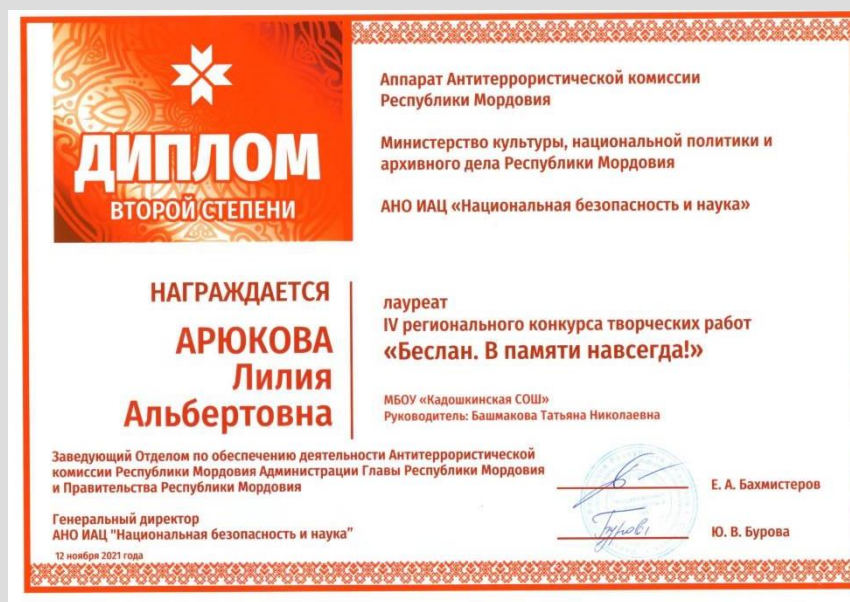 ДИПЛОМ
ВТОРОЙ СТЕПЕНИ
Аппарат Антитеррористической комиссии
Республики Мордовия
Министерство культуры, национальной политики и
архивного дела Республики Мордовия
АНО ИАЦ «Национальная безопасность и наука»
НАГРАЖДАЕТСЯ
АРЮКОВА
Лилия
Альбертовна
лауреат
IV регионального конкурса творческих работ
«Беслан. В памяти навсегда!»
МБОУ «Кадошкинская СОШ»
Руководитель: Башмакова Татьяна Николаевна
Заведующий Отделом по обеспечению деятельности Антитеррористической
комиссии Республики Мордовия Администрации Главы Республики Мордовия
и Правительства Республики Мордовия
Е. А. Бахмистеров
Генеральный директор
АНО ИАЦ "Национальная безопасность и наука"
Ю. В. Бурова
12 ноября 2021 года